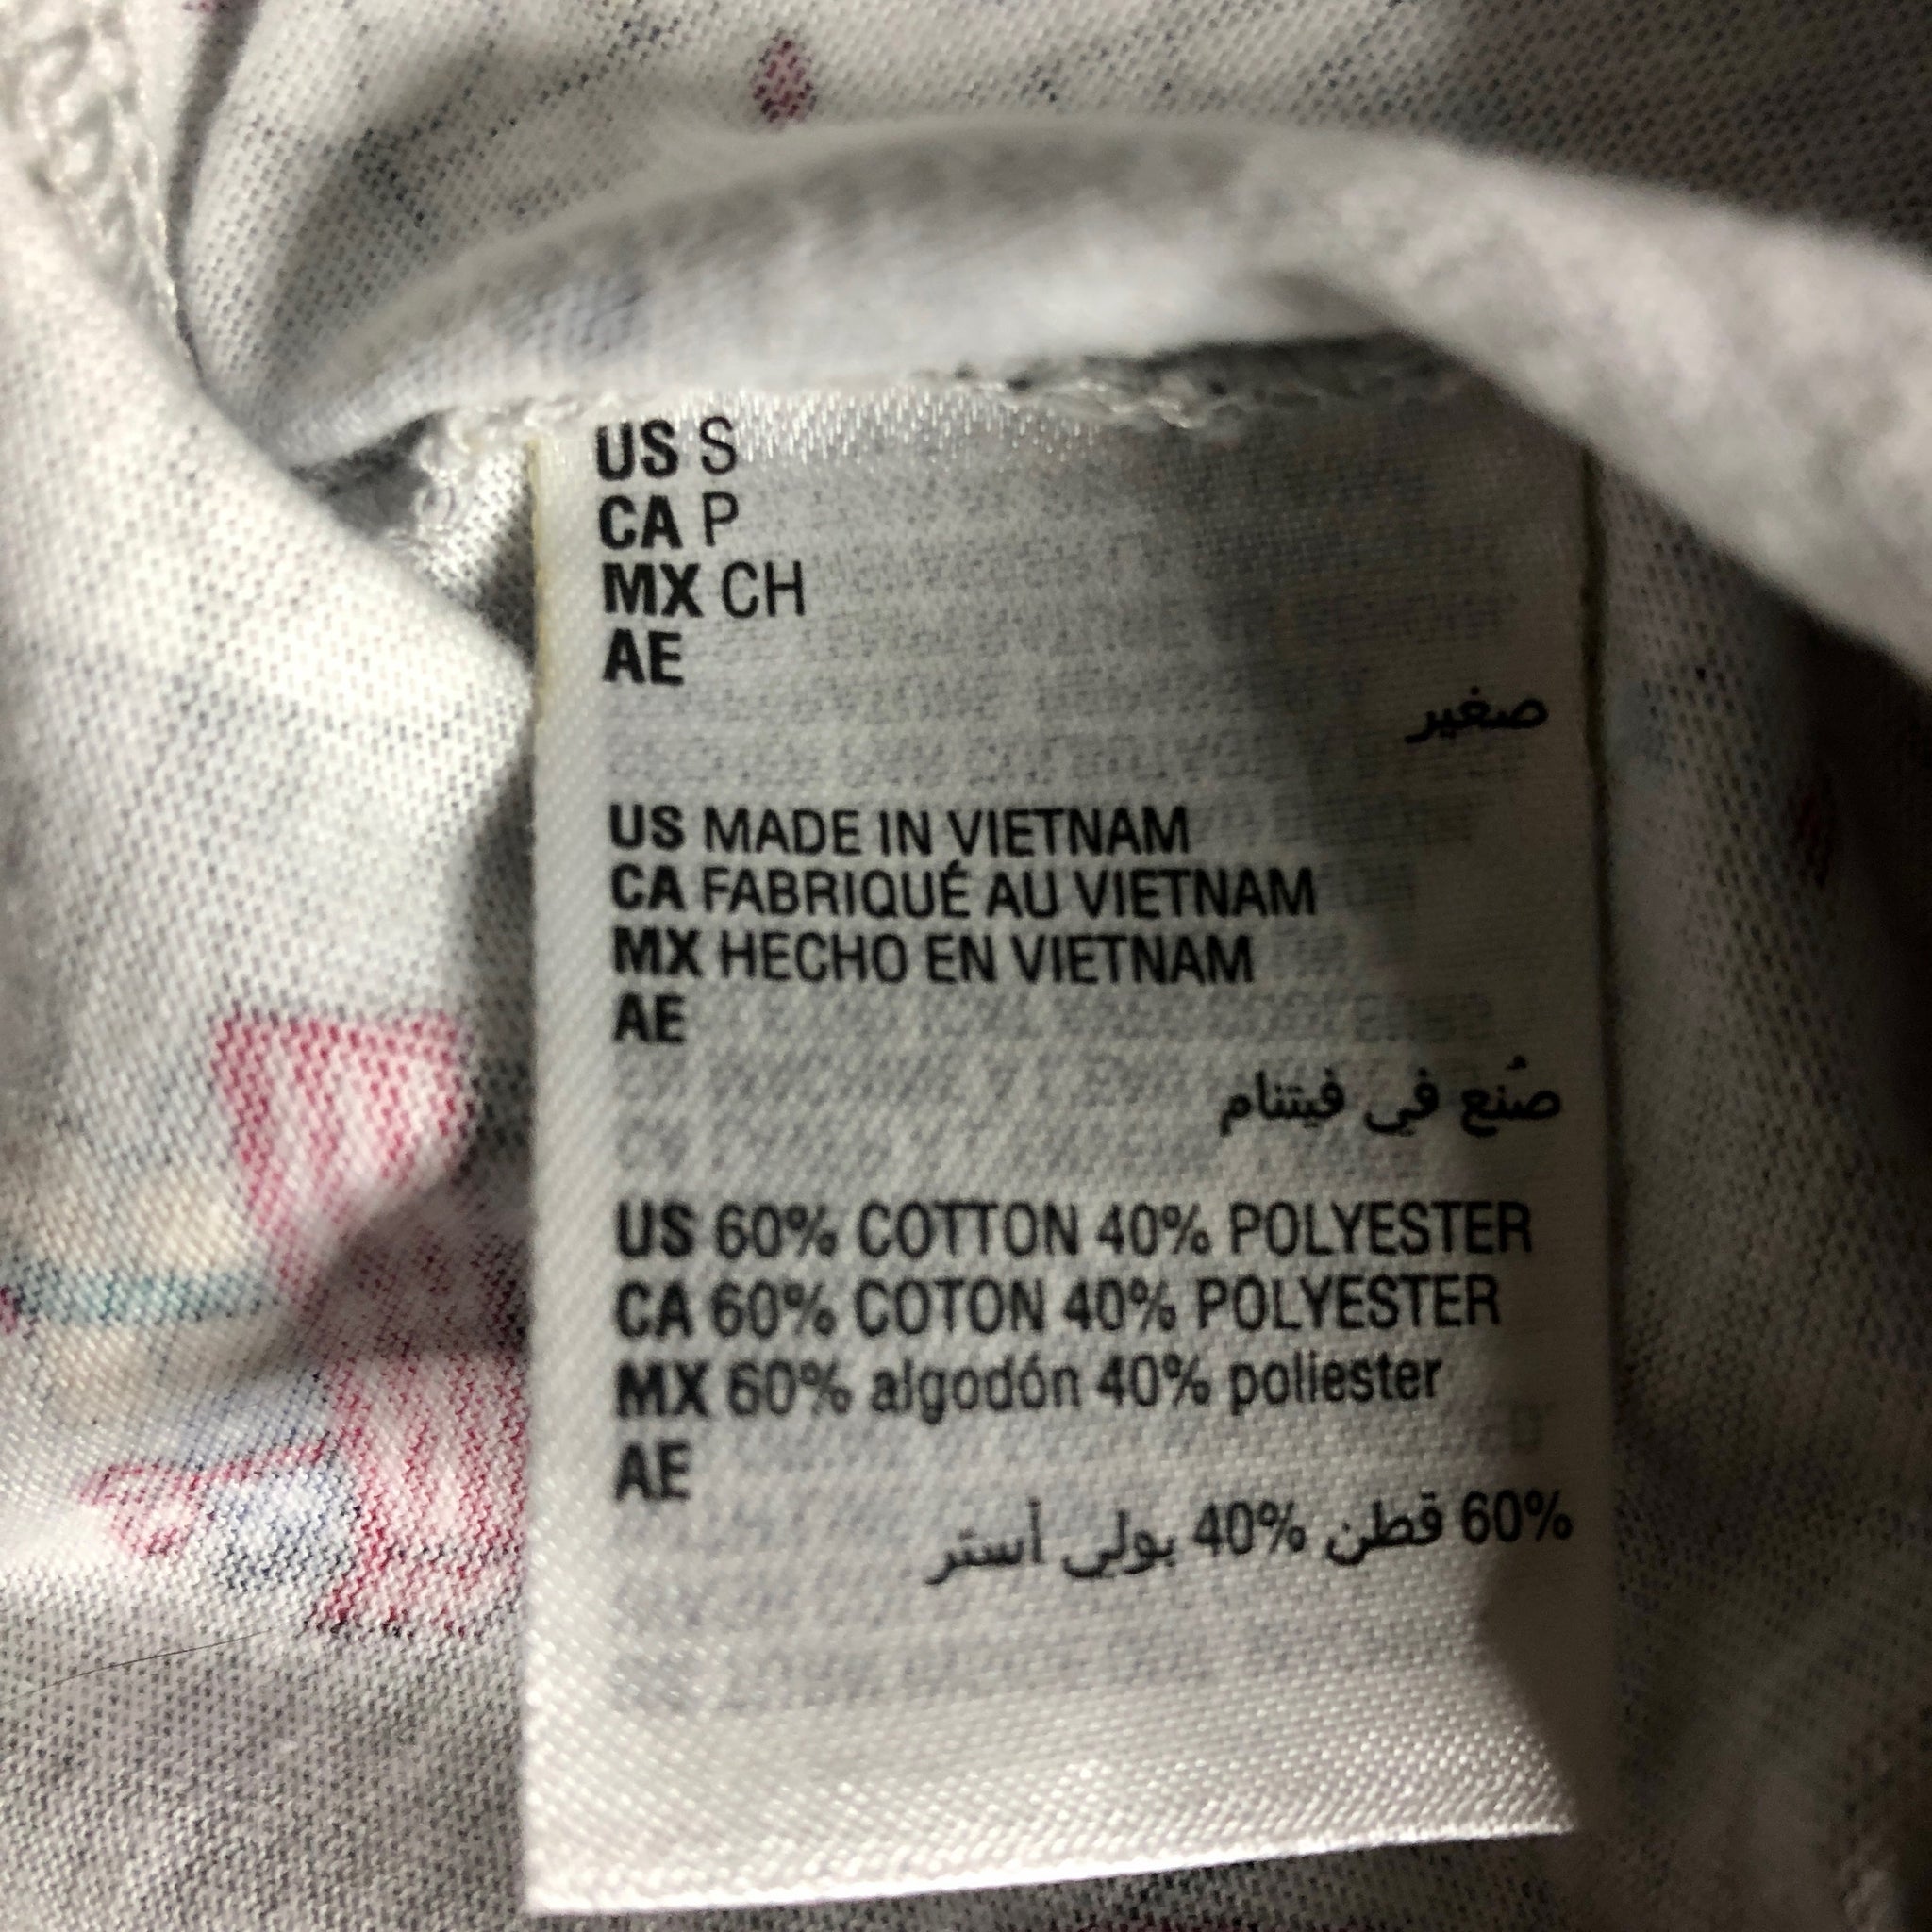 US S
CA P
MX CH
AE
صغير
US MADE IN VIETNAM
CA FABRIQUÉ AU VIETNAM
MX HECHO EN VIETNAM
AE
صُنع في فيتنام
US 60% COTTON 40% POLYESTER
CA 60% COTON 40% POLYESTER
MX 60% algodón 40% poliester
AE
60% قطن 40% بولي أستر